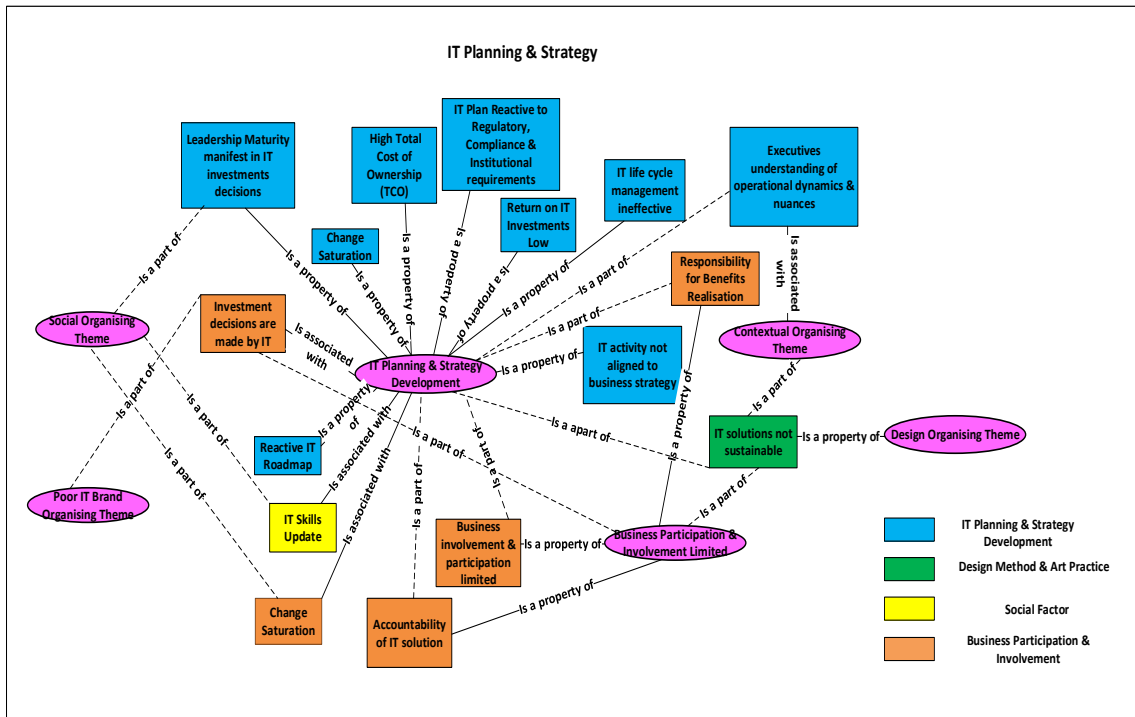 IT Planning & Strategy
IT Plan Reactive to
Regulatory,
Compliance &
Institutional
requirements
Leadership Maturity
manifest in IT
investments
decisions
High Total
Cost of
Ownership
(TCO)
IT life cycle
management
ineffective
Executives
understanding of
operational dynamics &
nuances
Return on IT
Investments
Low
Change
Saturation
Responsibility
for Benefits
Realisation
Is a part of
Is a property of
Is a property of
Is a property of
Is a property of
Is a property of
Is a property of
Is a part of
Is associated
with
Is a part of
Social Organising
Theme
Investment
decisions are
made by IT
Is associated
with
Contextual Organising
Theme
IT Planning & Strategy
Development
Is a property of
IT activity not
aligned to
business strategy
Is a part of
Is a part of
Is a property
of
Is a part of
Is a property of
Is a part of
Is a apart of
IT solutions not
sustainable
Is a property of
Design Organising Theme
Reactive IT
Roadmap
Is associated with
Is associated with
Is a part of
Is a part of
Is a part of
Is a part of
Poor IT Brand
Organising Theme
IT Skills
Update
Business
involvement &
participation
limited
Is a property of
Business Participation &
Involvement Limited
Is a property of
Change
Saturation
Accountability
of IT solution
IT Planning & Strategy
Development
Design Method & Art Practice
Social Factor
Business Participation &
Involvement